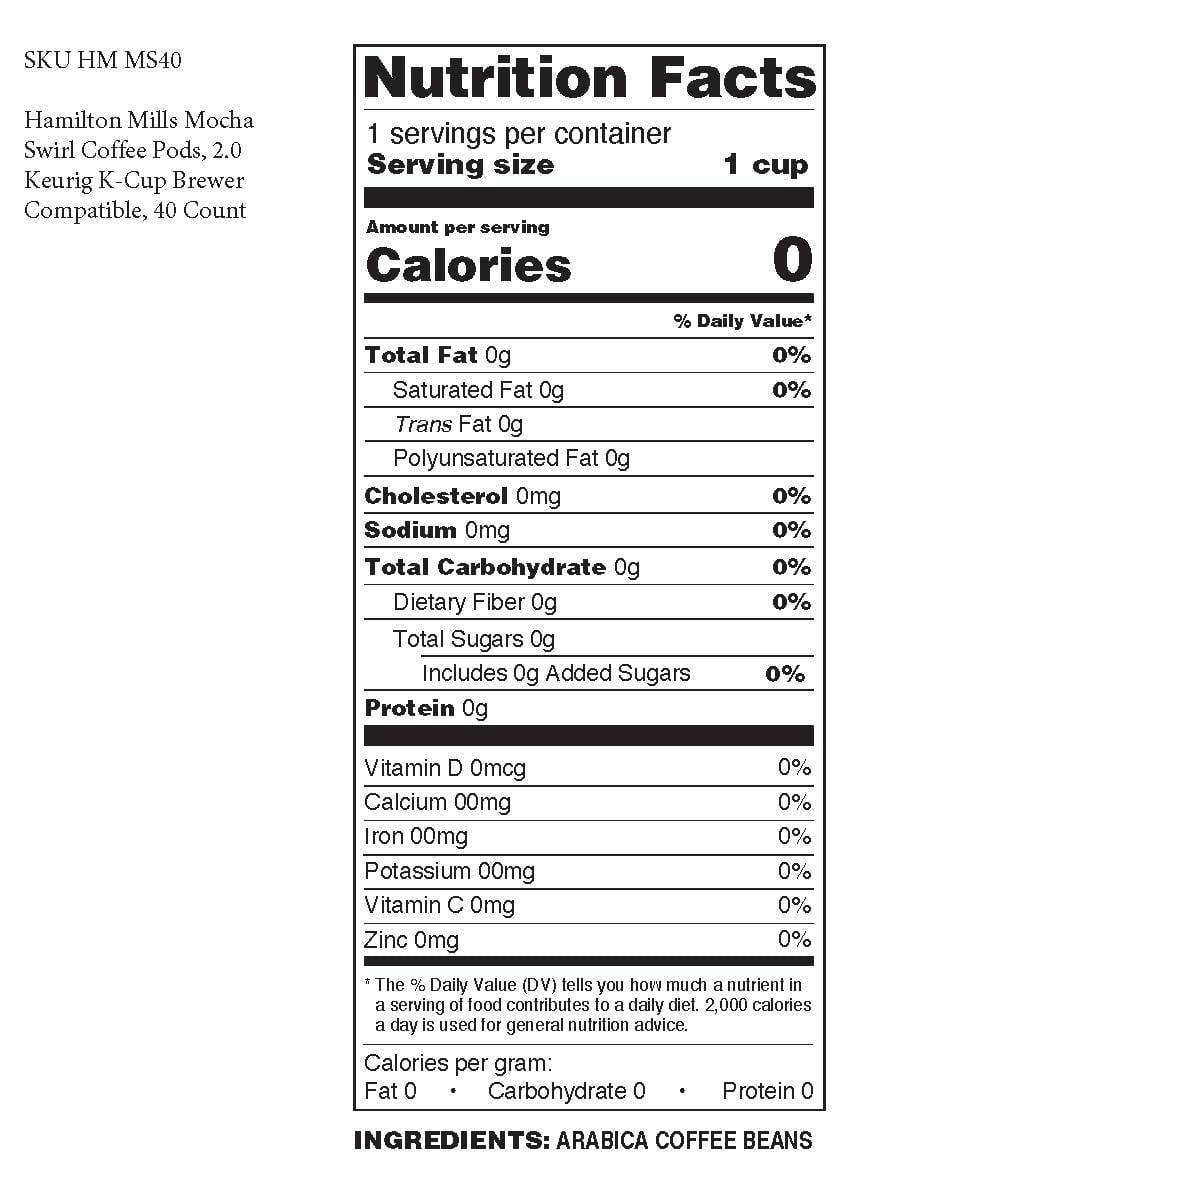 SKU HM MS40
Hamilton Mills Mocha
Swirl Coffee Pods, 2.0
Keurig K-Cup Brewer
Compatible, 40 Count
Nutrition Facts
1 servings per container
Serving size 1 cup
Amount per serving
Calories 0
% Daily Value*
Total Fat 0g 0%
Saturated Fat 0g 0%
Trans Fat 0g
Polyunsaturated Fat 0g
Cholesterol 0mg 0%
Sodium 0mg 0%
Total Carbohydrate 0g 0%
Dietary Fiber 0g 0%
Total Sugars 0g
Includes 0g Added Sugars 0%
Protein 0g
Vitamin D 0mcg 0%
Calcium 00mg 0%
Iron 00mg 0%
Potassium 00mg 0%
Vitamin C 0mg 0%
Zinc 0mg 0%
* The % Daily Value (DV) tells you how much a nutrient in
a serving of food contributes to a daily diet. 2,000 calories
a day is used for general nutrition advice.
Calories per gram:
Fat 0 • Carbohydrate 0 • Protein 0
INGREDIENTS: ARABICA COFFEE BEANS